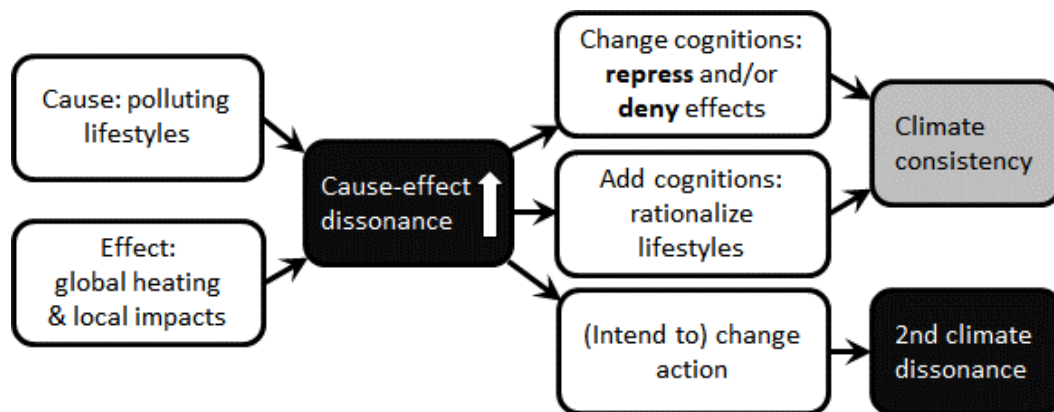 Cause: polluting
lifestyles
Effect:
global heating
& local impacts
Cause-effect
dissonance
Change cognitions:
repress and/or
deny effects
Add cognitions:
rationalize
lifestyles
(Intend to) change
action
Climate
consistency
2nd climate
dissonance